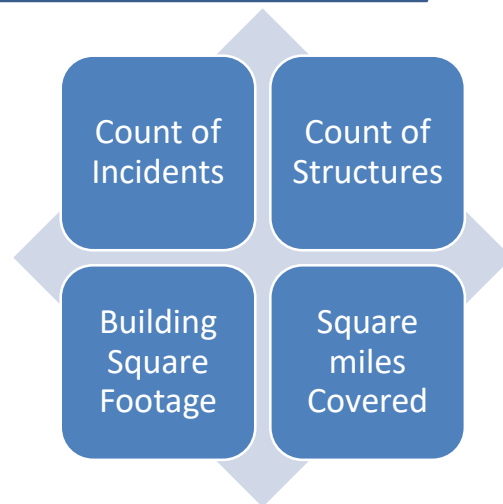 Count of
Incidents
Count of
Structures
Building
Square
Footage
Square
miles
Covered